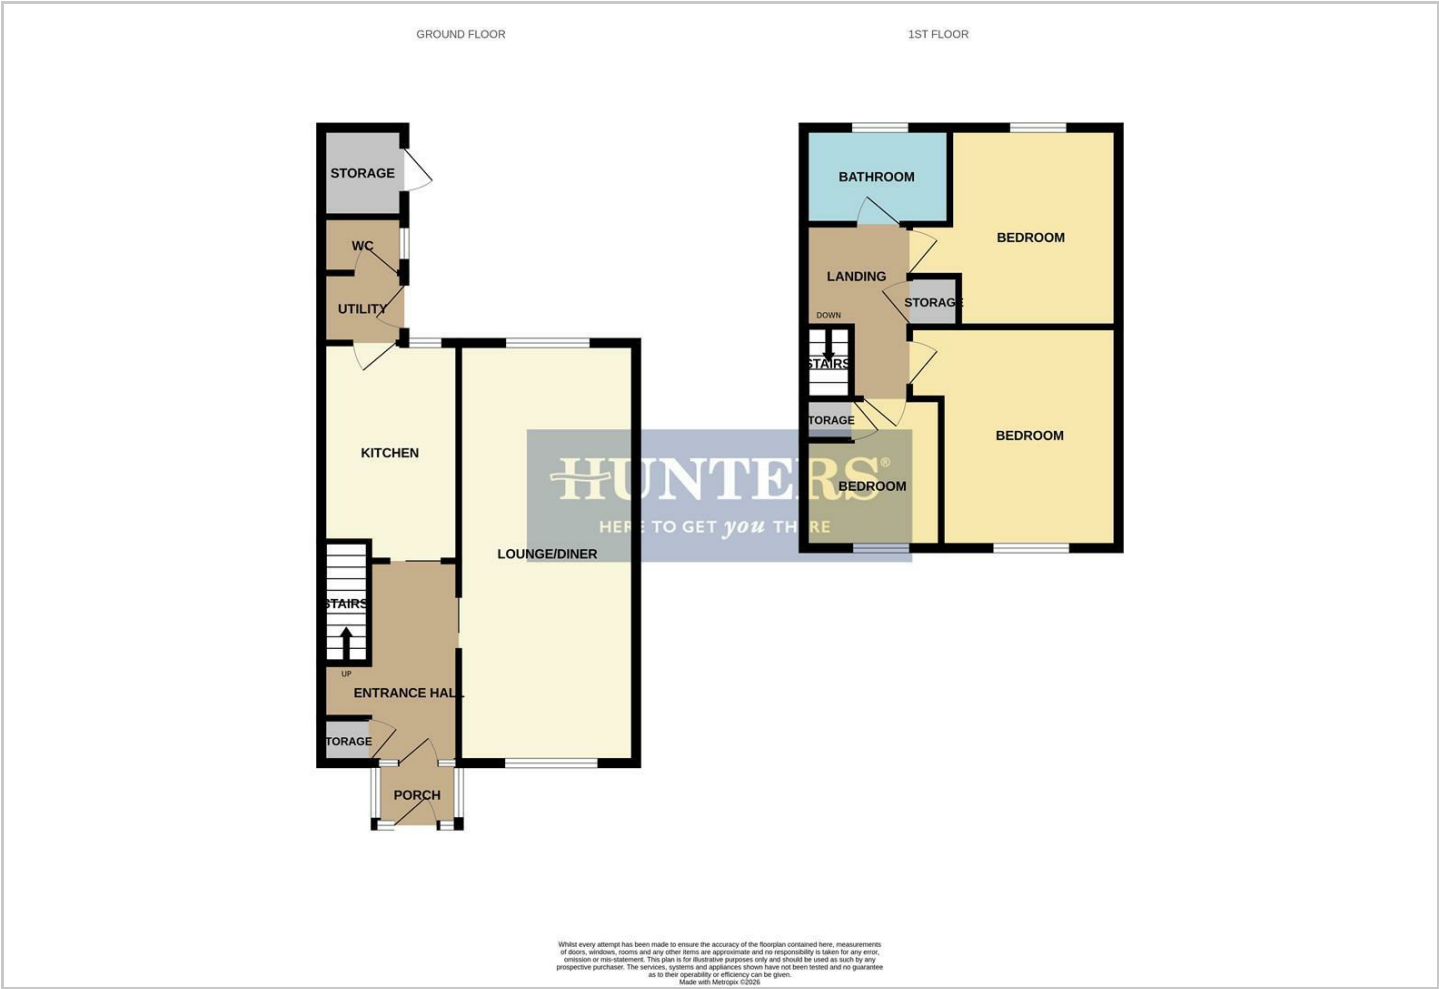 GROUND FLOOR
1ST FLOOR
STORAGE
WC
UTILITY
KITCHEN
LOUNGE/DINER
STAIRS
UP
ENTRANCE HALL
TORAGE
PORCH
BATHROOM
BEDROOM
LANDING
STORAGE
DOWN
STAIRS
TORAGE
BEDROOM
BEDROOM
HUNTERS®
HERE TO GET you THERE
Whilst every attempt has been made to ensure the accuracy of the floorplan contained here, measurements
of doors, windows, rooms and any other items are approximate and no responsibility is taken for any error,
omission or mis-statement. This plan is for illustrative purposes only and should be used as such by any
prospective purchaser. The services, systems and appliances shown have not been tested and no guarantee
as to their operability or efficiency can be given.
Made with Metropix ©2026